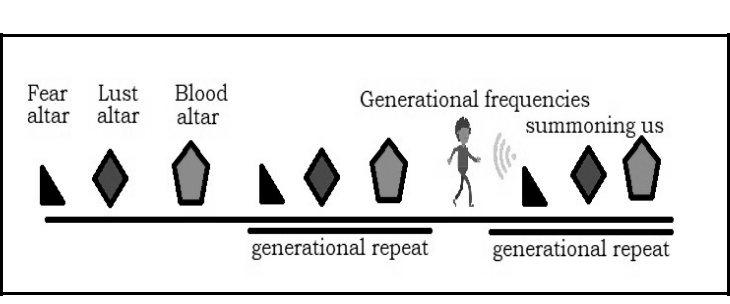 Fear
altar
Lust
altar
Blood
altar
Generational frequencies
summoning us
generational repeat
generational repeat